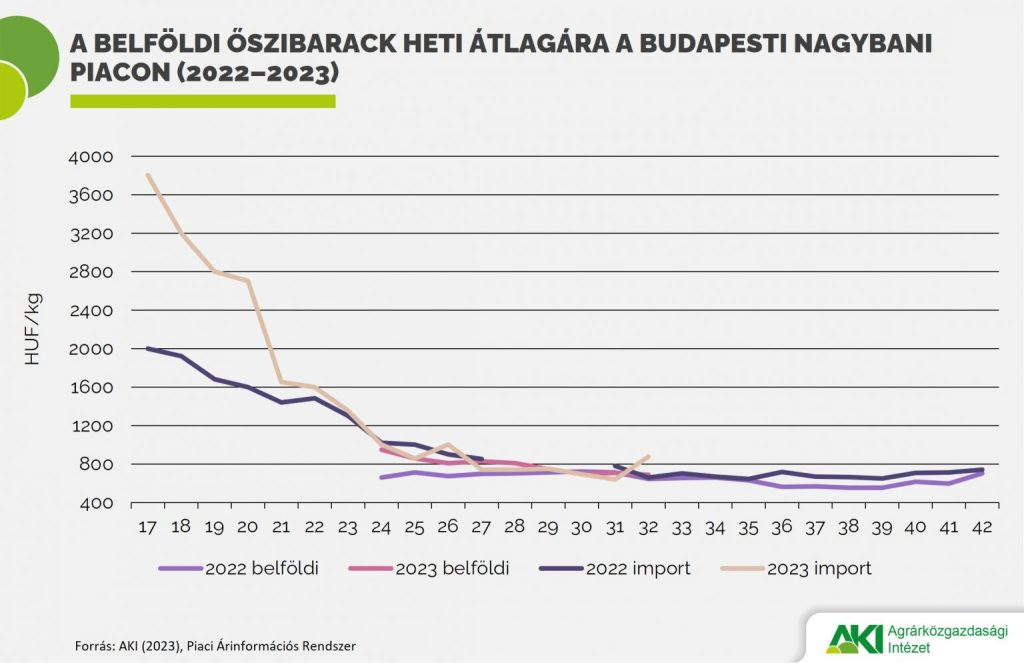 A BELFÖLDI ŐSZIBARACK HETI ÁTLAGÁRA A BUDAPESTI NAGYBANI
PIACON (2022–2023)
HUF/kg
4000
3600
3200
2800
2400
2000
1600
1200
800
400
17 18 19 20 21 22 23 24 25 26 27 28 29 30 31 32 33 34 35 36 37 38 39 40 41 42
2022 belföldi 2023 belföldi 2022 import 2023 import
Forrás: AKI (2023), Piaci Árinformációs Rendszer
AKI Agrárközgazdasági
Intézet